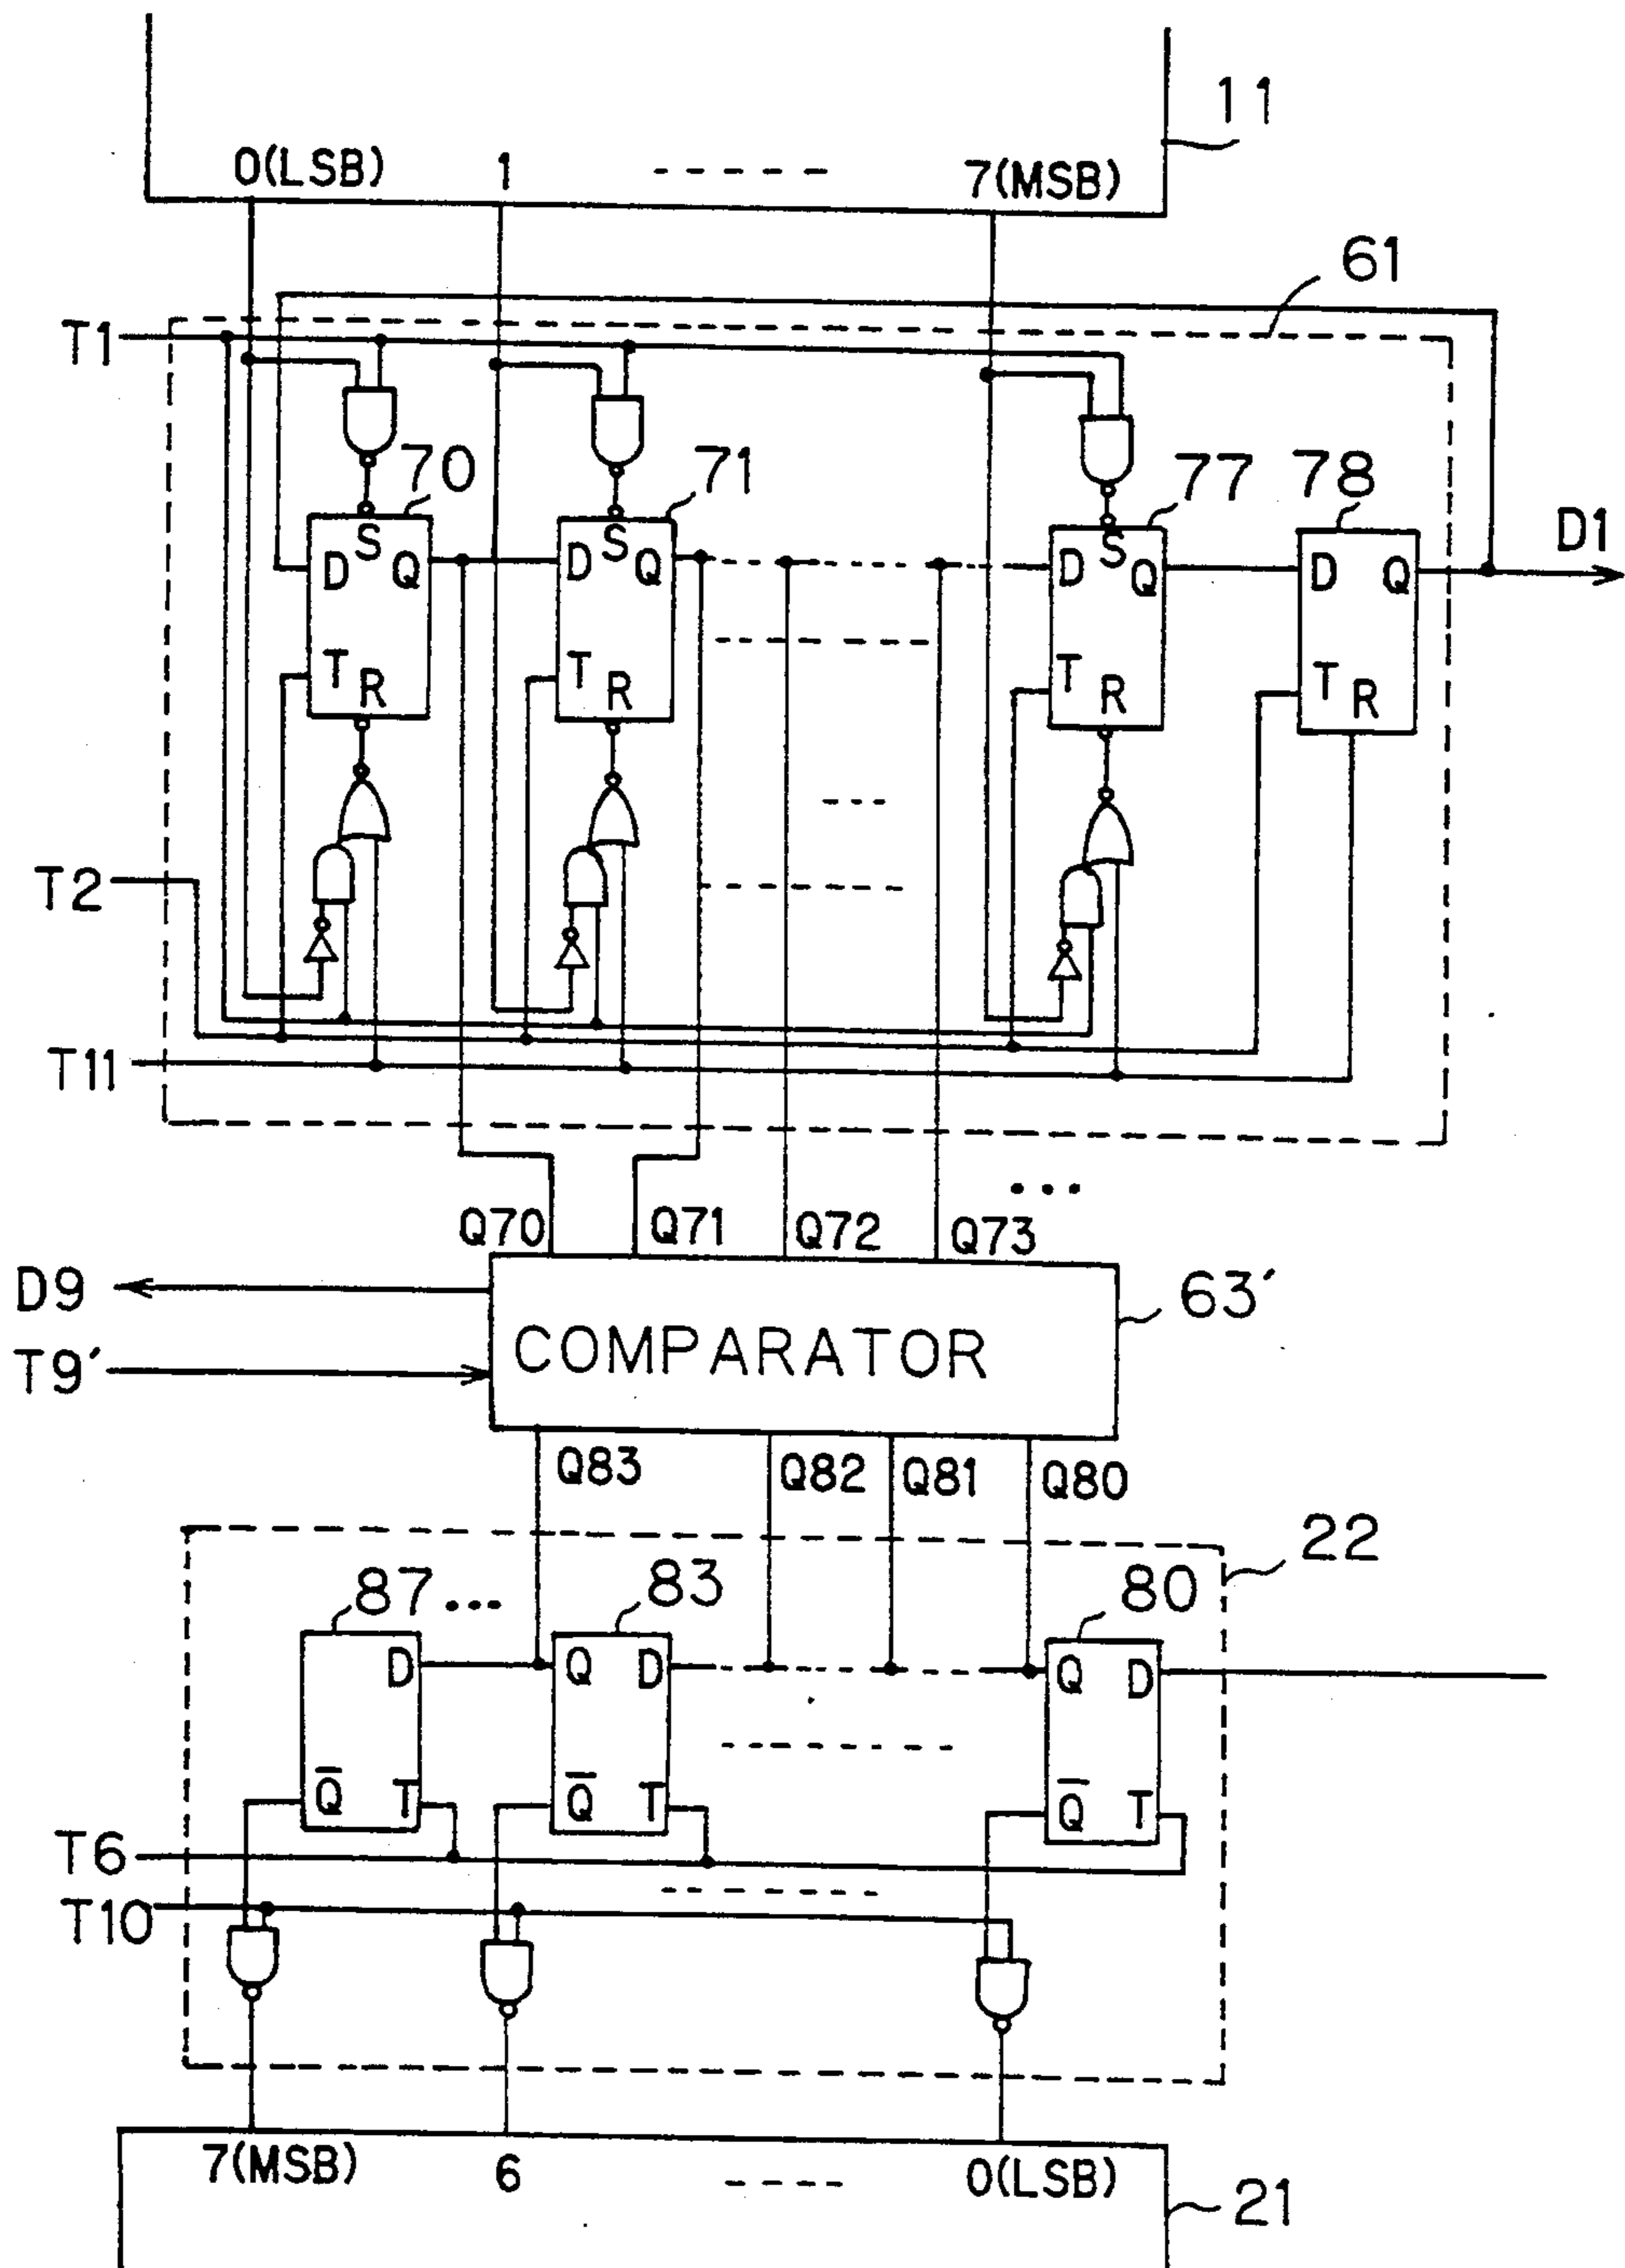 11
0(LSB) 1 7(MSB)
61
T1
70 71 77 78
S S S
D Q D Q D Q D Q D1
T R T R T R T R
T2
T11
Q70 Q71 Q72 Q73
D9
63′
COMPARATOR
T9′
Q83 Q82 Q81 Q80
22
87 83 80
D Q D Q D
Q̅ T Q̅ T Q̅ T
T6
T10
7(MSB) 6 0(LSB)
21